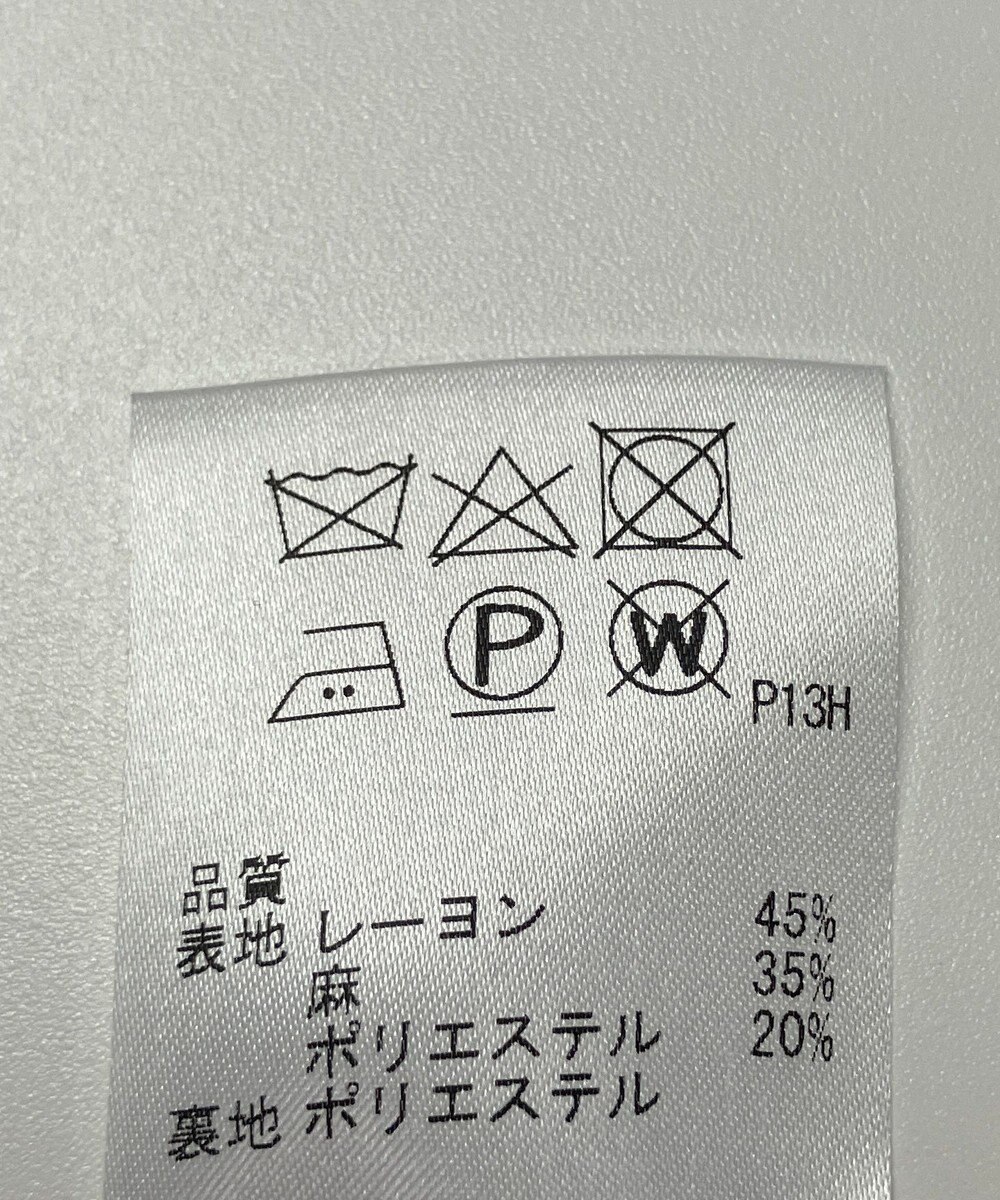 P W
P13H
品質
表地 レーヨン 45%
麻 35%
ポリエステル 20%
裏地 ポリエステル